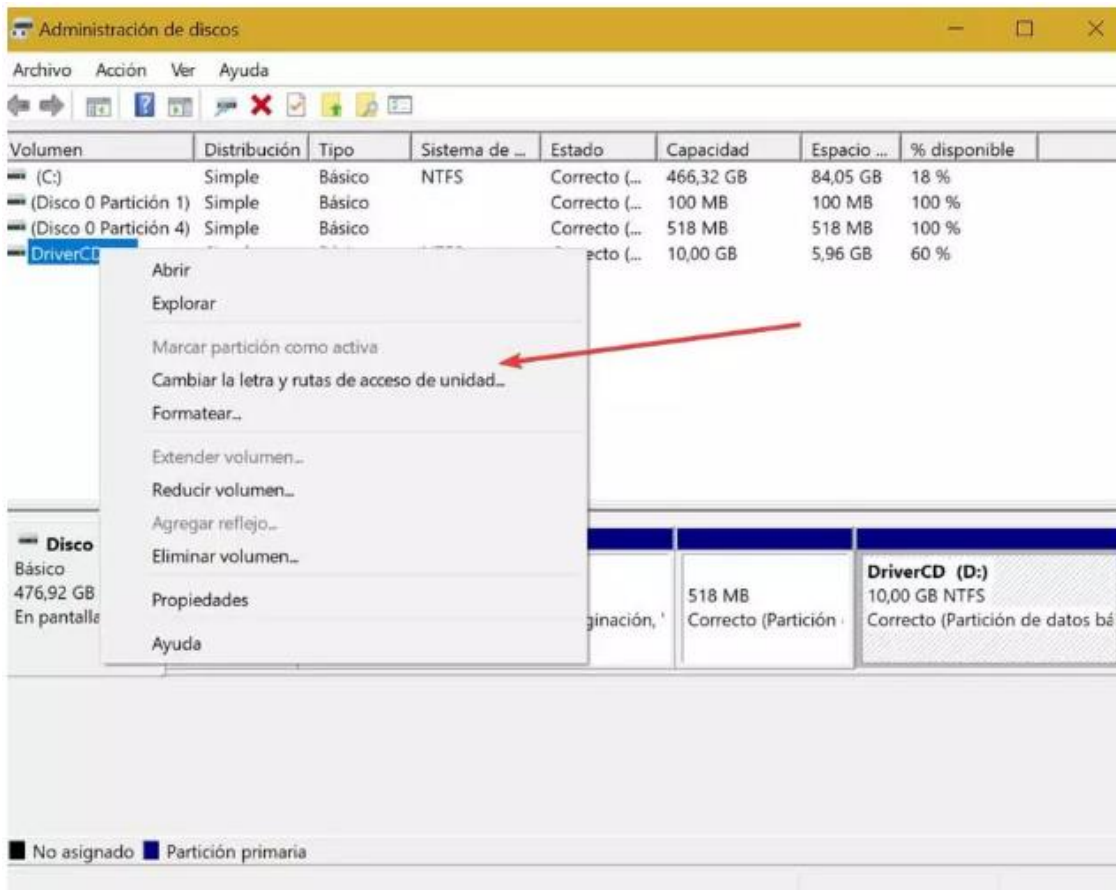 Administración de discos
Archivo Acción Ver Ayuda
Volumen Distribución Tipo Sistema de ... Estado Capacidad Espacio ... % disponible
(C:) Simple Básico NTFS Correcto (... 466,32 GB 84,05 GB 18 %
(Disco 0 Partición 1) Simple Básico Correcto (... 100 MB 100 MB 100 %
(Disco 0 Partición 4) Simple Básico Correcto (... 518 MB 518 MB 100 %
DriverCD 10,00 GB 5,96 GB 60 %
Abrir
Explorar
Marcar partición como activa
Cambiar la letra y rutas de acceso de unidad...
Formatear...
Extender volumen...
Reducir volumen...
Agregar reflejo...
Eliminar volumen...
Propiedades
Ayuda
Disco
Básico
476,92 GB
En pantalla
518 MB
Correcto (Partición
DriverCD (D:)
10,00 GB NTFS
Correcto (Partición de datos bá
No asignado Partición primaria